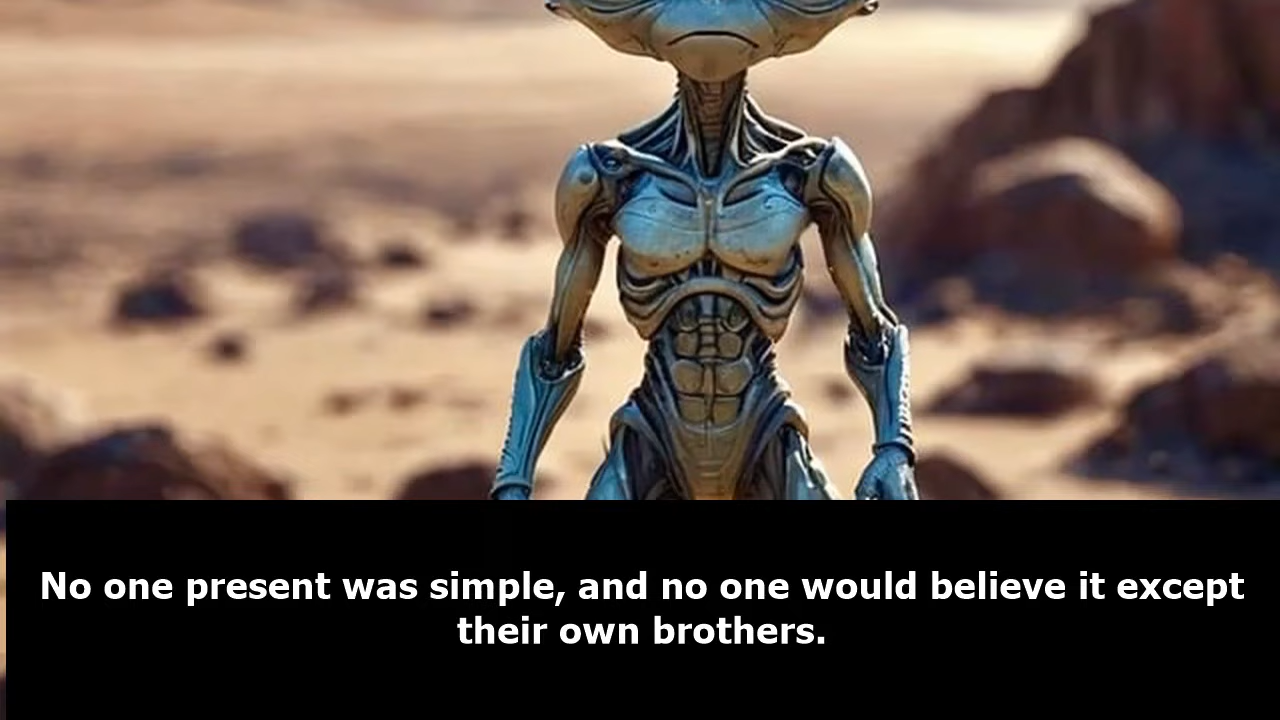 No one present was simple, and no one would believe it except
their own brothers.